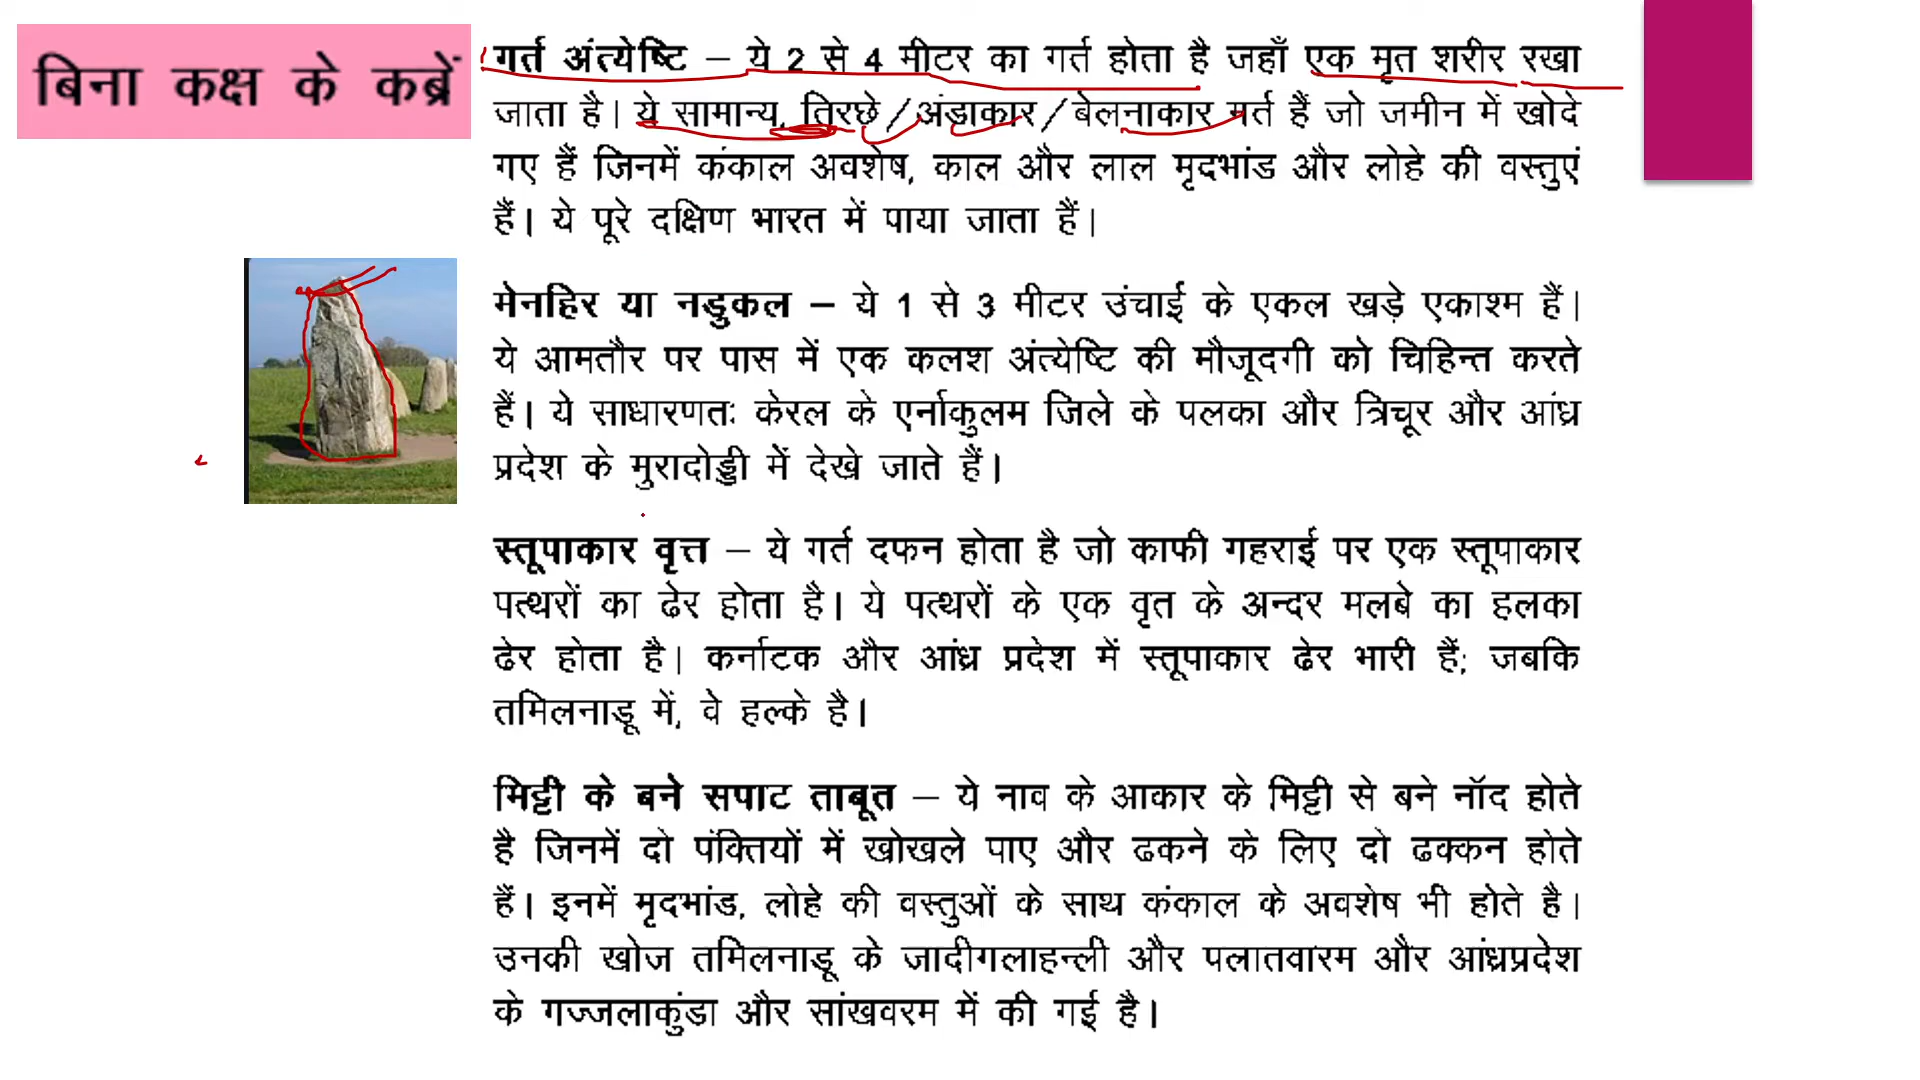 बिना कक्ष के कब्रें
गर्त अंत्येष्टि – ये 2 से 4 मीटर का गर्त होता है जहाँ एक मृत शरीर रखा
जाता है। ये सामान्य, तिरछे/अंडाकार/बेलनाकार गर्त हैं जो जमीन में खोदे
गए हैं जिनमें कंकाल अवशेष, काल और लाल मृदभांड और लोहे की वस्तुएं
हैं। ये पूरे दक्षिण भारत में पाया जाता हैं।
मेनहिर या नडुकल – ये 1 से 3 मीटर उंचाई के एकल खड़े एकाश्म हैं।
ये आमतौर पर पास में एक कलश अंत्येष्टि की मौजूदगी को चिहिन्त करते
हैं। ये साधारणतः केरल के एर्नाकुलम जिले के पलका और त्रिचूर और आंध्र
प्रदेश के मुरादोड्डी में देखे जाते हैं।
स्तूपाकार वृत्त – ये गर्त दफन होता है जो काफी गहराई पर एक स्तूपाकार
पत्थरों का ढेर होता है। ये पत्थरों के एक वृत के अन्दर मलबे का हलका
ढेर होता है। कर्नाटक और आंध्र प्रदेश में स्तूपाकार ढेर भारी हैं; जबकि
तमिलनाडू में, वे हल्के है।
मिट्टी के बने सपाट ताबूत – ये नाव के आकार के मिट्टी से बने नॉद होते
है जिनमें दो पंक्तियों में खोखले पाए और ढकने के लिए दो ढक्कन होते
हैं। इनमें मृदभांड, लोहे की वस्तुओं के साथ कंकाल के अवशेष भी होते है।
उनकी खोज तमिलनाडू के जादीगलाहन्ली और पलातवारम और आंध्रप्रदेश
के गज्जलाकुंडा और सांखवरम में की गई है।